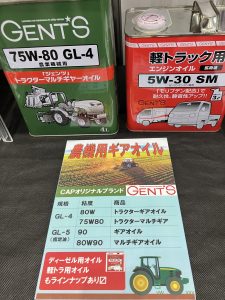 GENT'S
75W-80 GL-4
農業機械用
「ジェンツ」
トラクターマルチギヤーオイル
4L
GENTS
軽トラック用
エンジンオイル
5W-30 SM
「モリブデン配合」で
耐久性、静音性アップ!!
3L
農機用ギアオイル
CAPオリジナルブランド GENT'S
規格 粘度 商品
GL-4 80W トラクターギアオイル
75W80 トラクターマルチギア
GL-5 90 ギアオイル
80W90 マルチギアオイル
ディーゼル用オイル
軽トラ用オイル
もラインナップあり